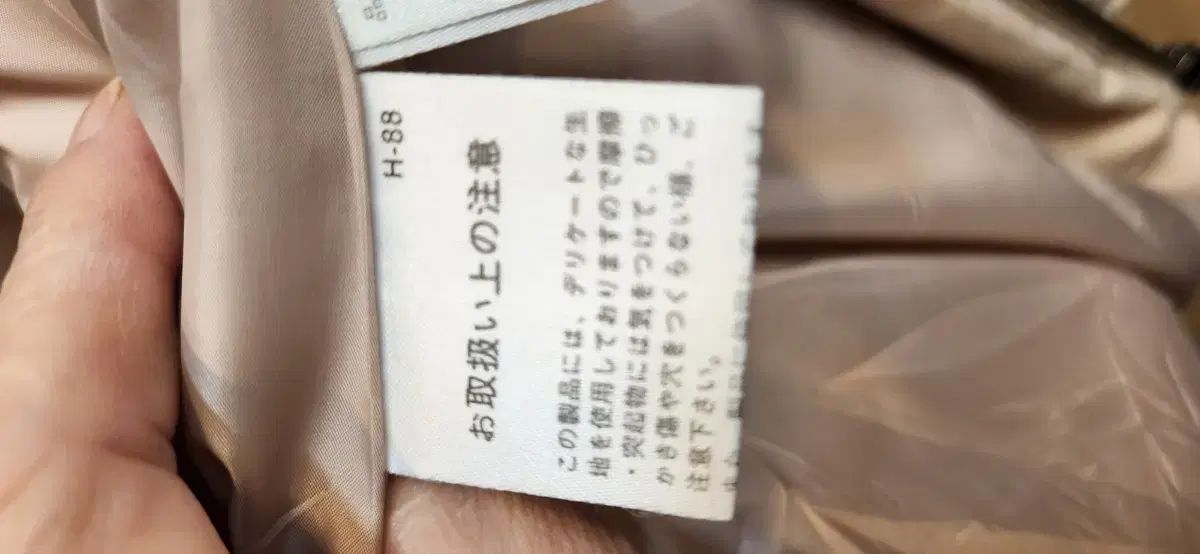 H-88
お取扱い上の注意
この製品には、デリケートな生
地を使用しておりますので摩擦
・突起物には気をつけて、ひっ
かき傷や穴をつくらない様、ご
注意下さい。